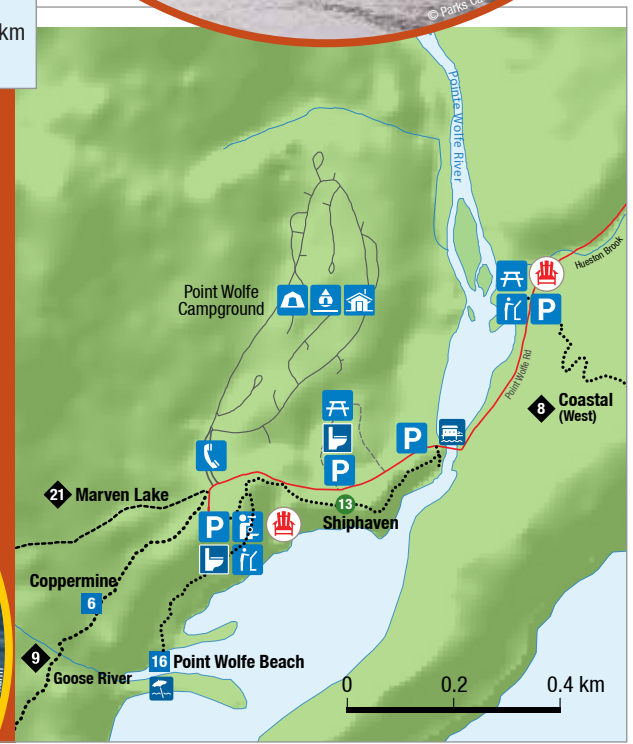 © Parks Ca
km
Pointe Wolfe River
Hueston Brook
Point Wolfe
Campground
P
Point Wolfe Rd
8 Coastal
(West)
P
P
21 Marven Lake
13
Shiphaven
P
Coppermine
6
9
Goose River
16 Point Wolfe Beach
0 0.2 0.4 km